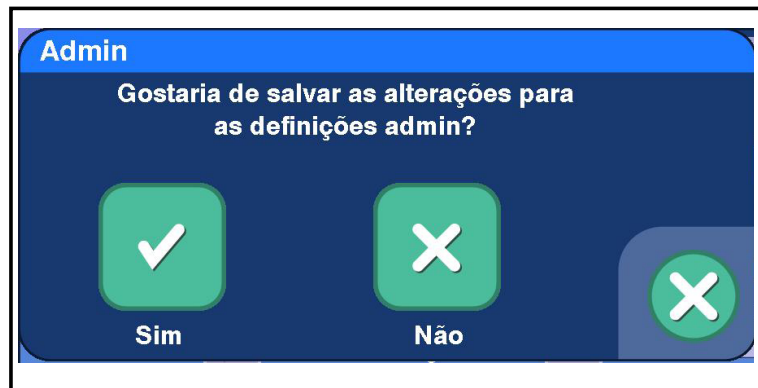 Admin
Gostaria de salvar as alterações para
as definições admin?
Sim
Não